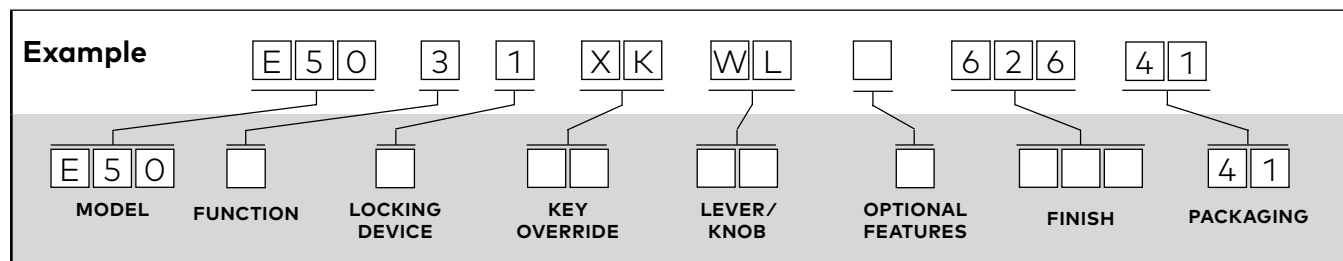 Example E50 3 1 XK WL 626 41
E50 41
MODEL FUNCTION LOCKING DEVICE KEY OVERRIDE LEVER/ KNOB OPTIONAL FEATURES FINISH PACKAGING